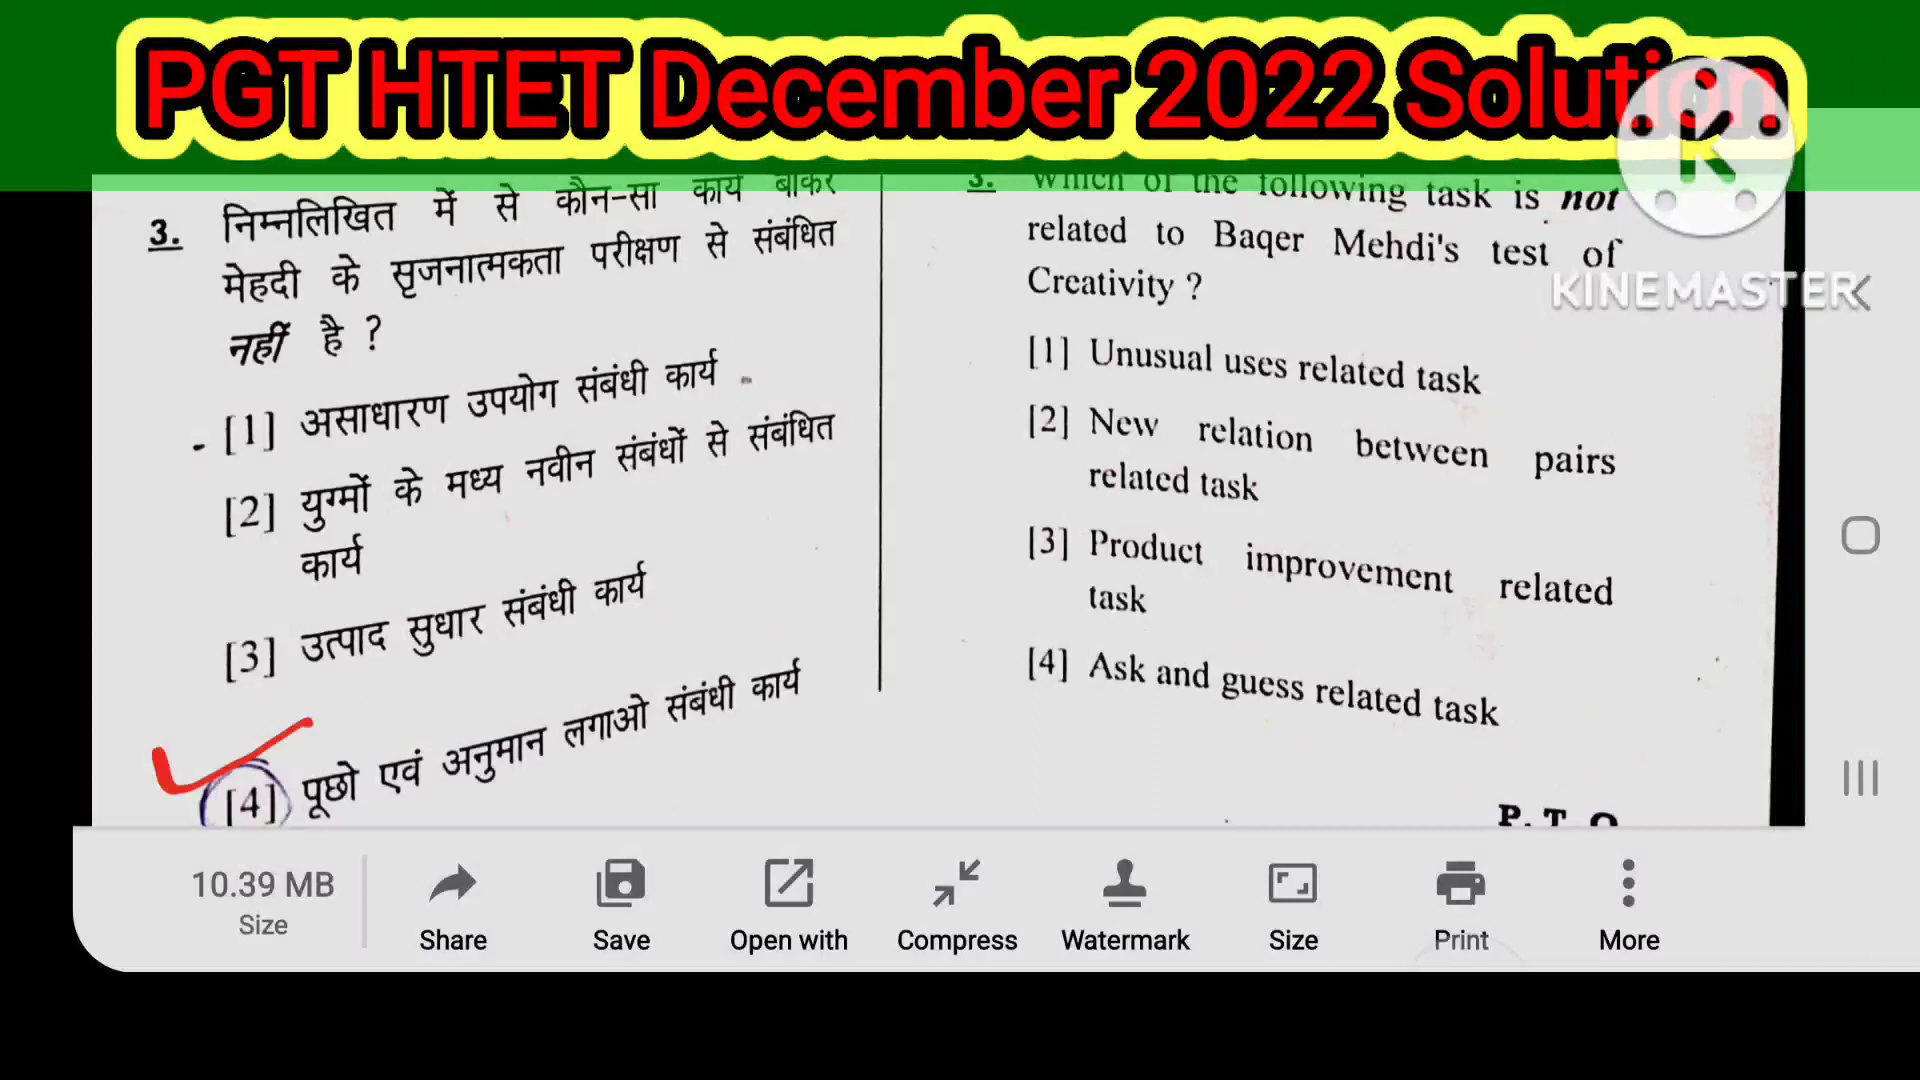 PGT HTET December 2022 Solution
KINEMASTER
3. निम्नलिखित में से कौन-सा कार्य बाकर
मेहदी के सृजनात्मकता परीक्षण से संबंधित
नहीं है ?
[1] असाधारण उपयोग संबंधी कार्य
[2] युग्मों के मध्य नवीन संबंधों से संबंधित
कार्य
[3] उत्पाद सुधार संबंधी कार्य
[4] पूछो एवं अनुमान लगाओ संबंधी कार्य
3. Which of the following task is not
related to Baqer Mehdi's test of
Creativity ?
[1] Unusual uses related task
[2] New relation between pairs
related task
[3] Product improvement related
task
[4] Ask and guess related task
P. T. O
10.39 MB
Size
Share
Save
Open with
Compress
Watermark
Size
Print
More